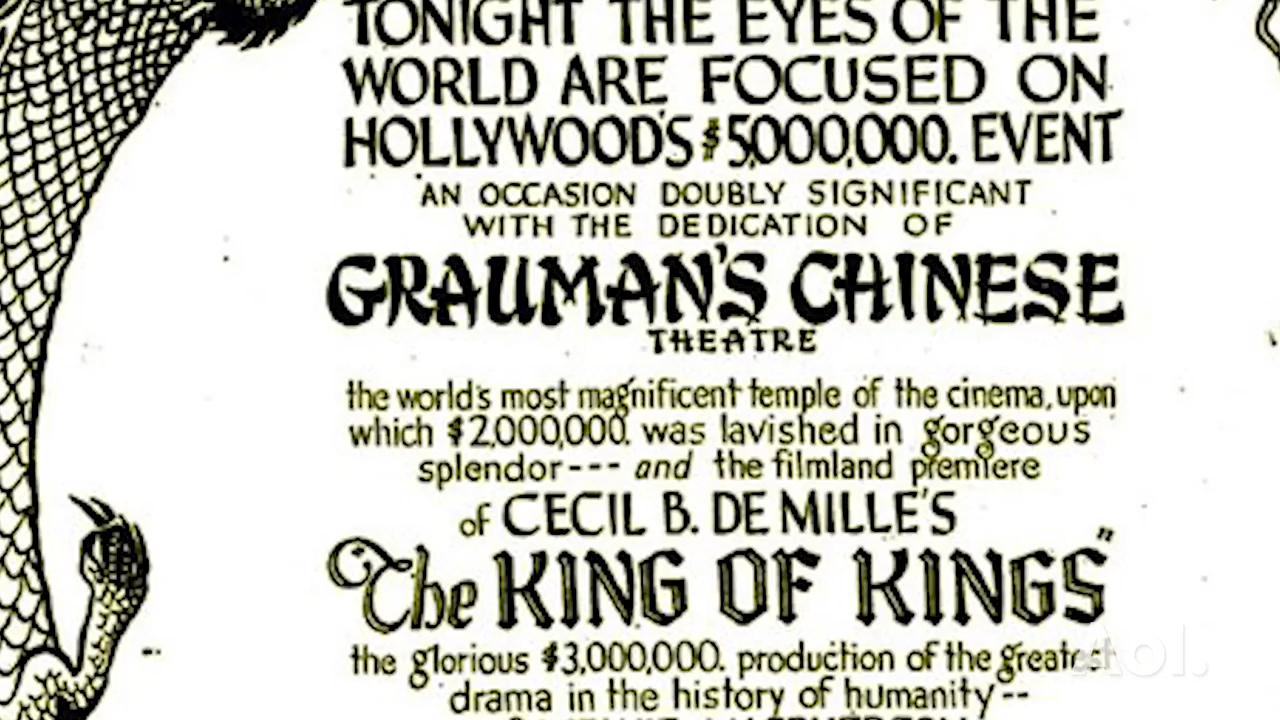 TONIGHT THE EYES OF THE
WORLD ARE FOCUSED ON
HOLLYWOOD'S $5,000,000. EVENT
AN OCCASION DOUBLY SIGNIFICANT
WITH THE DEDICATION OF
GRAUMAN'S CHINESE
THEATRE
the world's most magnificent temple of the cinema, upon
which $2,000,000. was lavished in gorgeous
splendor --- and the filmland premiere
of CECIL B. DE MILLE'S
"The KING OF KINGS"
the glorious $3,000,000. production of the greatest
drama in the history of humanity --
Aol.